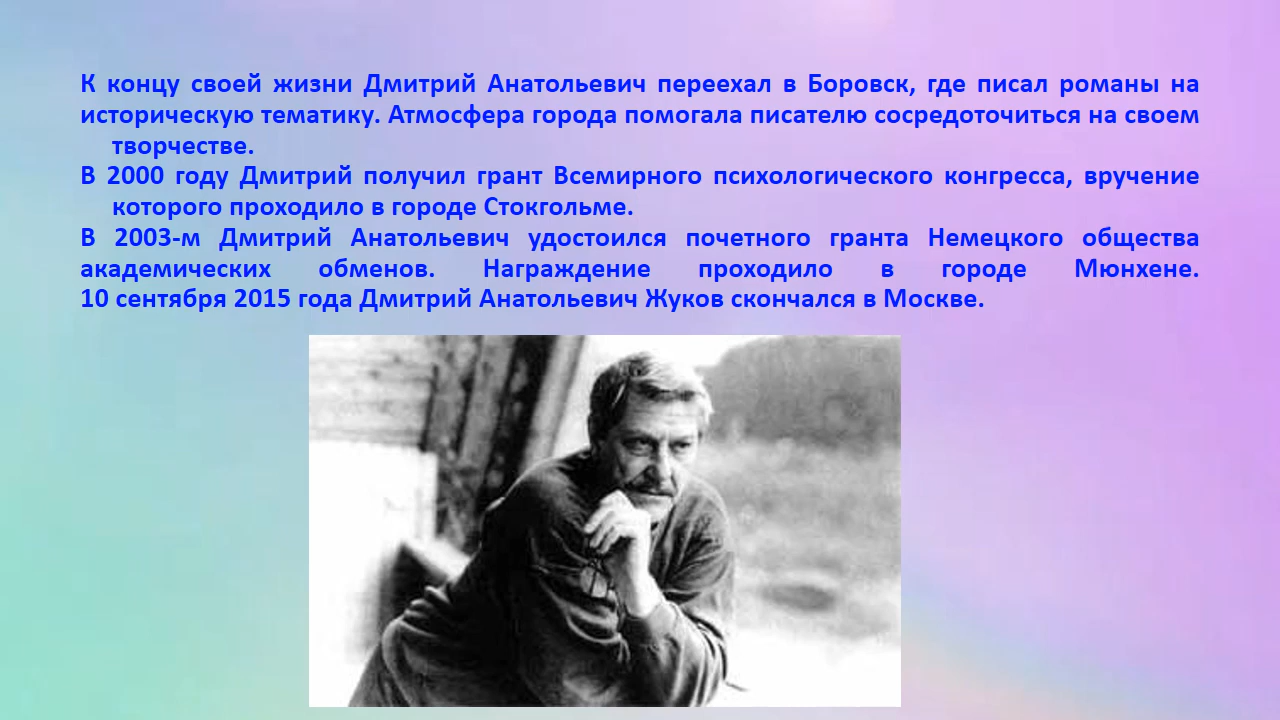 К концу своей жизни Дмитрий Анатольевич переехал в Боровск, где писал романы на
историческую тематику. Атмосфера города помогала писателю сосредоточиться на своем
творчестве.
В 2000 году Дмитрий получил грант Всемирного психологического конгресса, вручение
которого проходило в городе Стокгольме.
В 2003-м Дмитрий Анатольевич удостоился почетного гранта Немецкого общества
академических обменов. Награждение проходило в городе Мюнхене.
10 сентября 2015 года Дмитрий Анатольевич Жуков скончался в Москве.